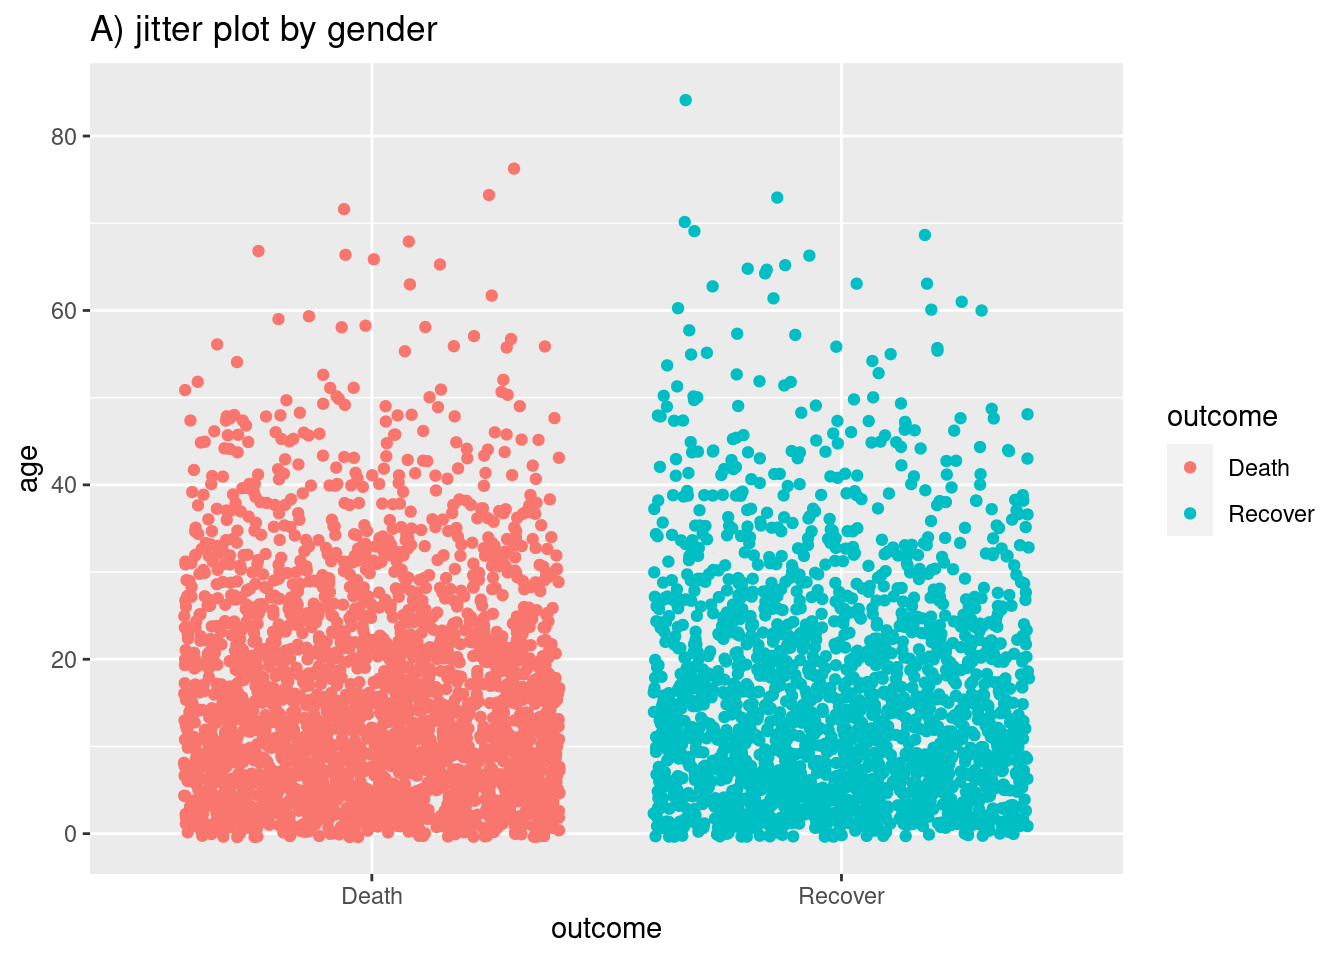 A) jitter plot by gender
age
80
60
40
20
0
Death
Recover
outcome
outcome
Death
Recover